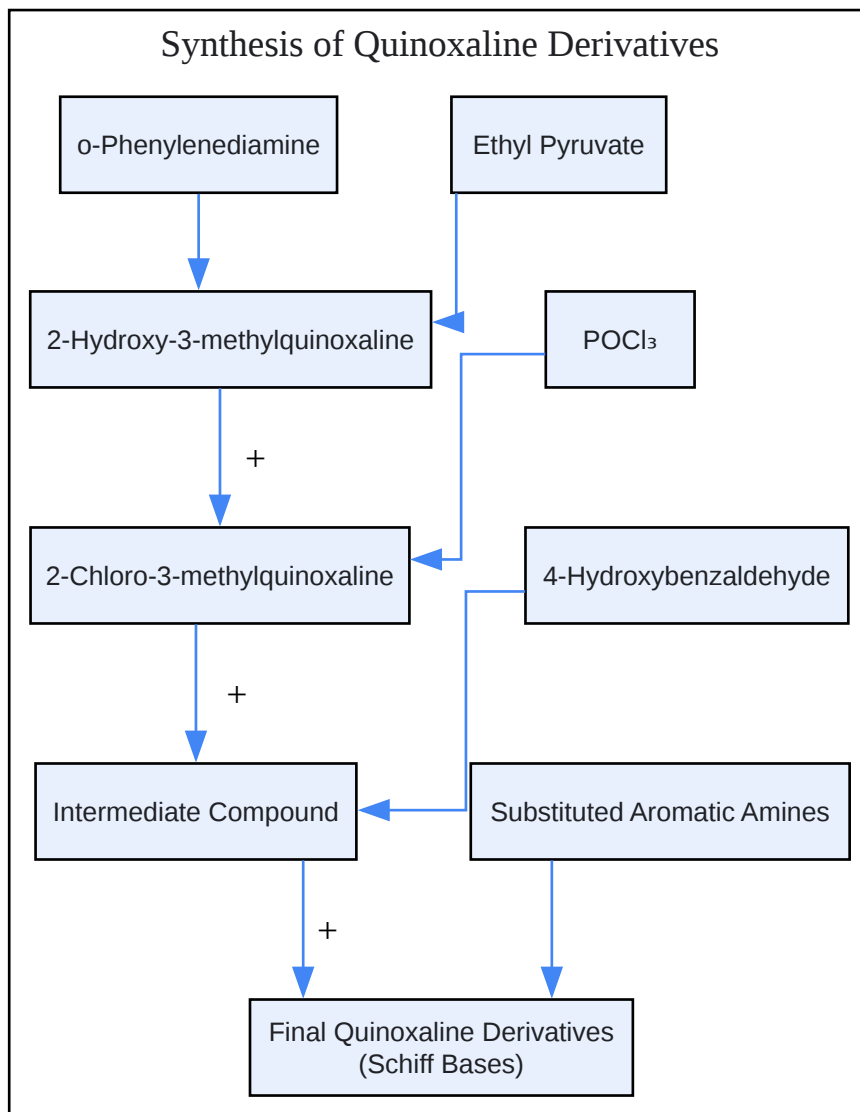 Synthesis of Quinoxaline Derivatives
o-Phenylenediamine
Ethyl Pyruvate
2-Hydroxy-3-methylquinoxaline
POCl₃
+
2-Chloro-3-methylquinoxaline
4-Hydroxybenzaldehyde
+
Intermediate Compound
Substituted Aromatic Amines
+
Final Quinoxaline Derivatives
(Schiff Bases)